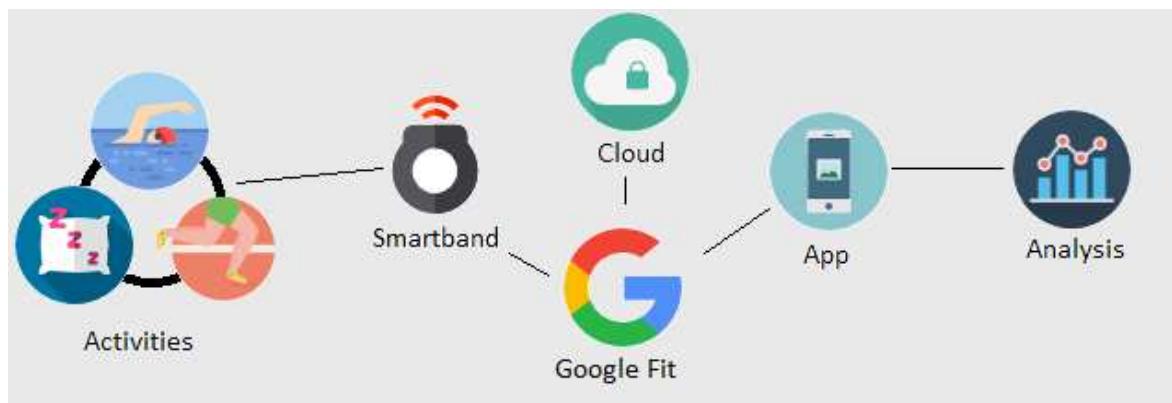 Cloud
Smartband
App
Analysis
Activities
Google Fit